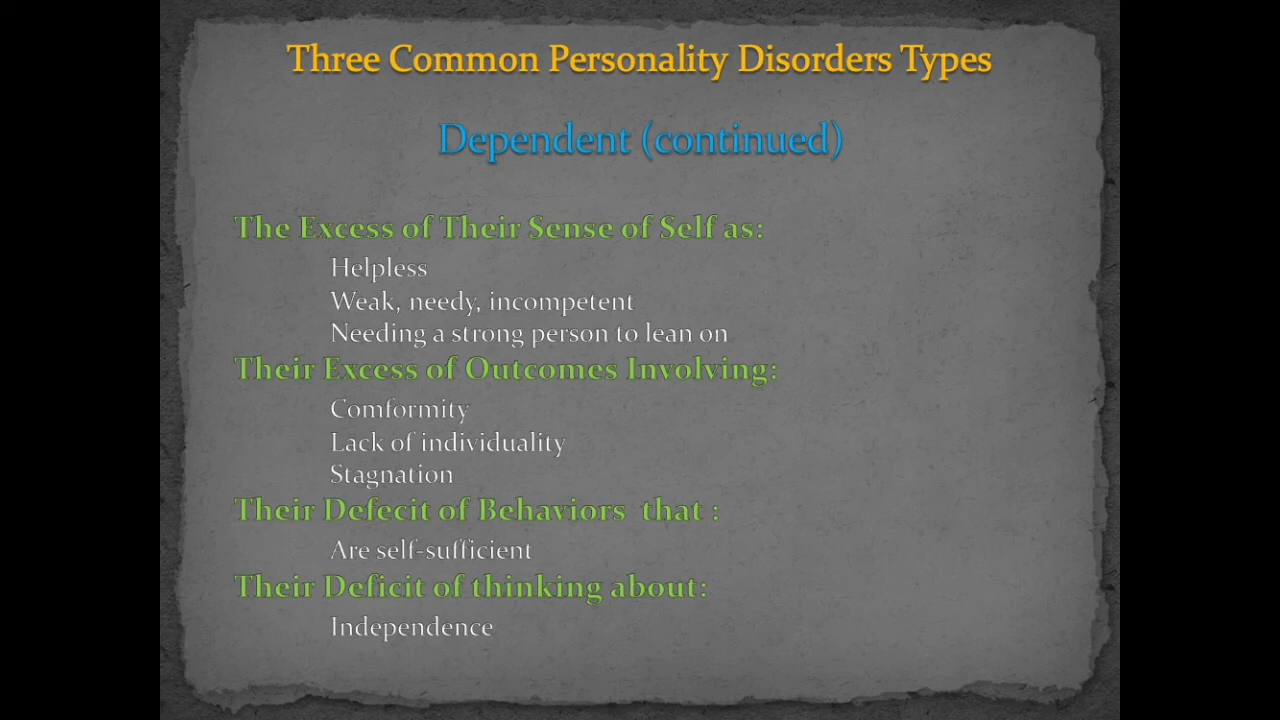 Three Common Personality Disorders Types
Dependent (continued)
The Excess of Their Sense of Self as:
Helpless
Weak, needy, incompetent
Needing a strong person to lean on
Their Excess of Outcomes Involving:
Comformity
Lack of individuality
Stagnation
Their Defecit of Behaviors that :
Are self-sufficient
Their Deficit of thinking about:
Independence